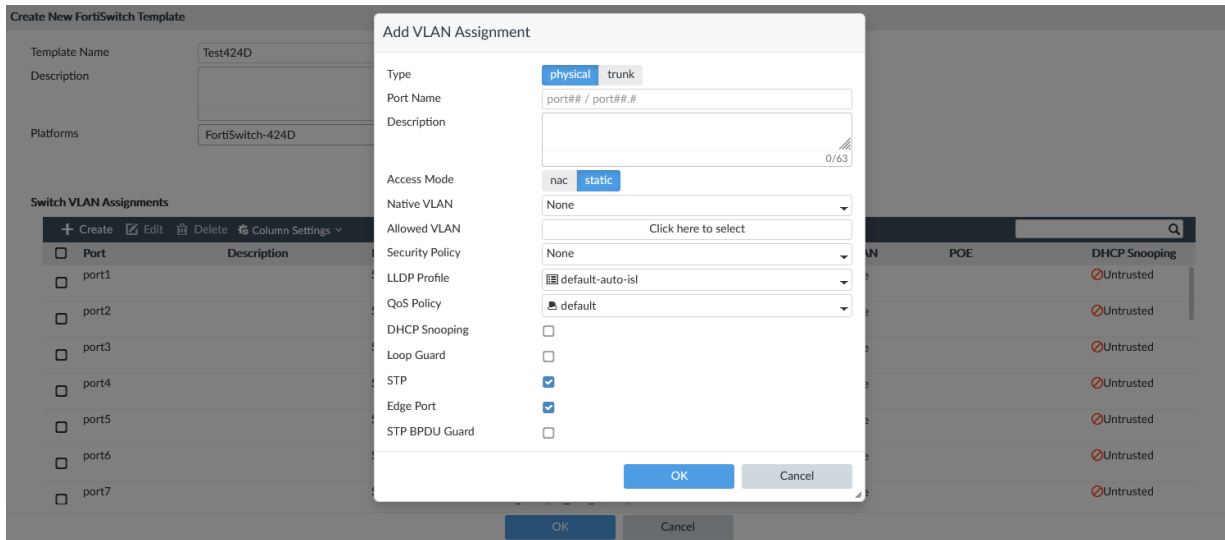 Create New FortiSwitch Template
Template Name
Test424D
Description
Platforms
FortiSwitch-424D
Switch VLAN Assignments
Create Edit Delete Column Settings
Port Description DHCP Snooping POE
port1 Untrusted
port2 Untrusted
port3 Untrusted
port4 Untrusted
port5 Untrusted
port6 Untrusted
port7 Untrusted
OK Cancel
Add VLAN Assignment
Type physical trunk
Port Name port## / port##.#
Description
0/63
Access Mode nac static
Native VLAN None
Allowed VLAN Click here to select
Security Policy None
LLDP Profile default-auto-isl
QoS Policy default
DHCP Snooping
Loop Guard
STP
Edge Port
STP BPDU Guard
OK Cancel